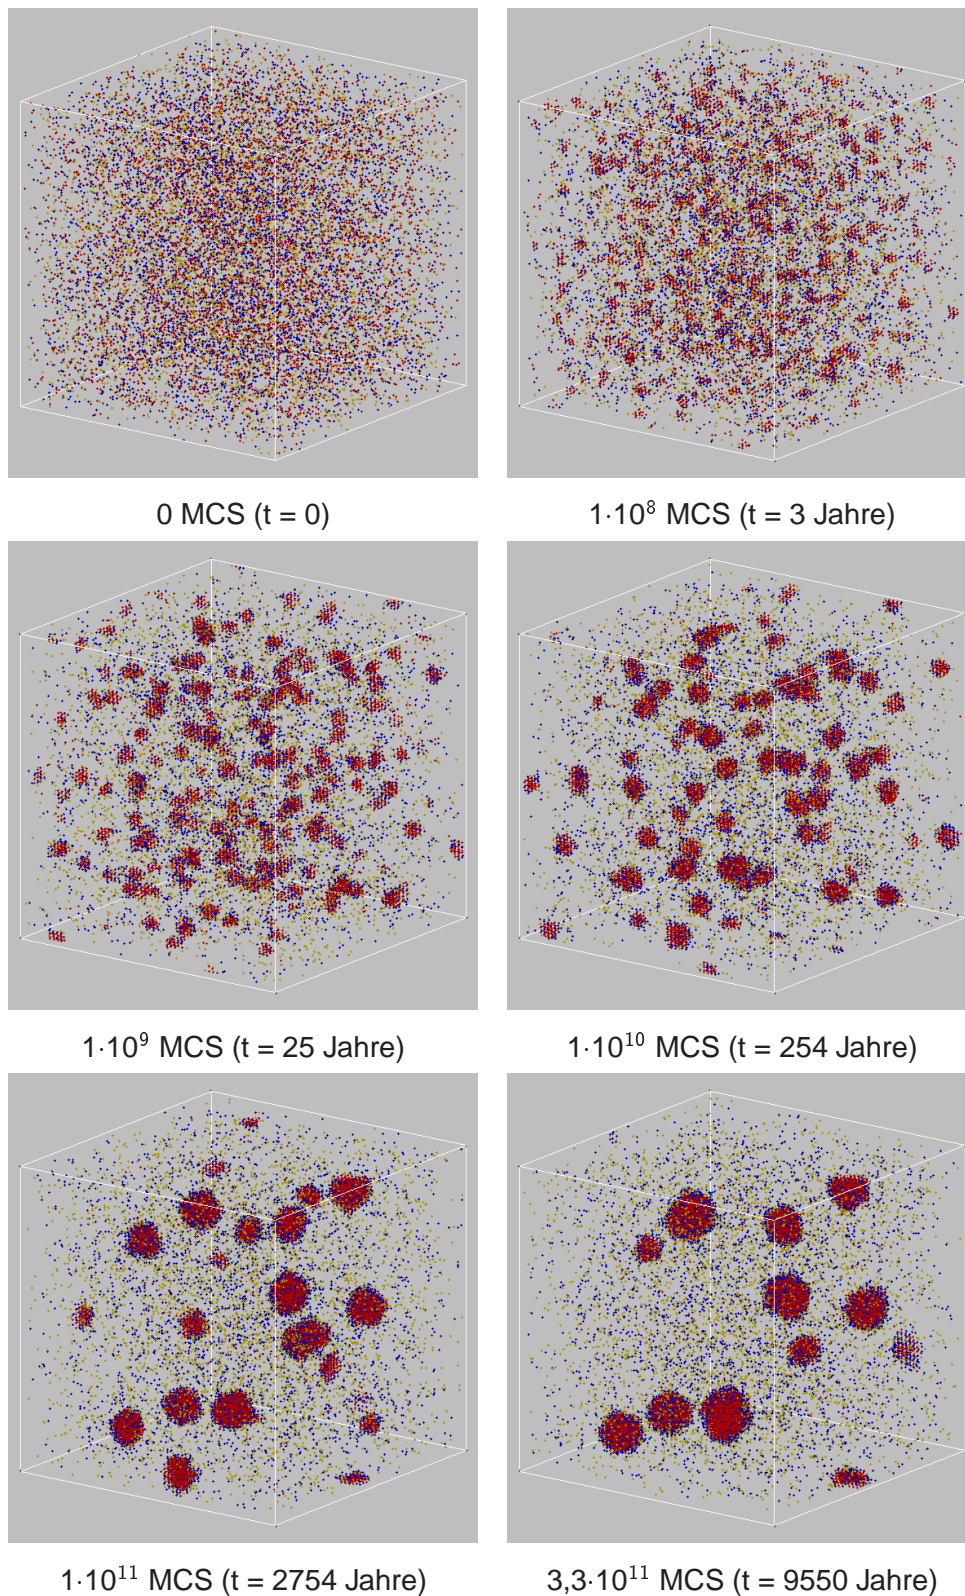 0 MCS (t = 0)
1·10⁸ MCS (t = 3 Jahre)
1·10⁹ MCS (t = 25 Jahre)
1·10¹⁰ MCS (t = 254 Jahre)
1·10¹¹ MCS (t = 2754 Jahre)
3,3·10¹¹ MCS (t = 9550 Jahre)